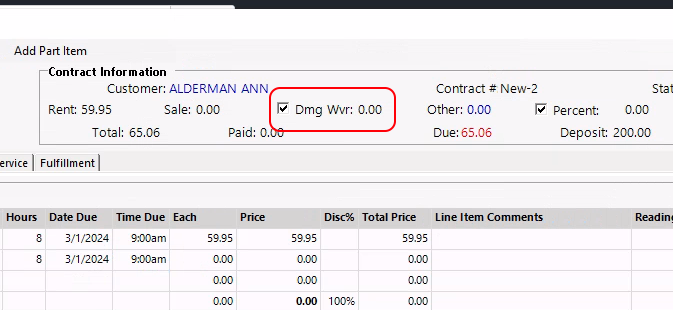 Add Part Item
Contract Information
Customer: ALDERMAN ANN Contract # New-2
Rent: 59.95 Sale: 0.00 Dmg Wvr: 0.00 Other: 0.00 Percent: 0.00
Total: 65.06 Paid: 0.00 Due: 65.06 Deposit: 200.00
Fulfillment
Hours Date Due Time Due Each Price Disc% Total Price Line Item Comments
8 3/1/2024 9:00am 59.95 59.95 59.95
8 3/1/2024 9:00am 0.00 0.00 0.00
0.00 0.00 0.00
0.00 0.00 100% 0.00